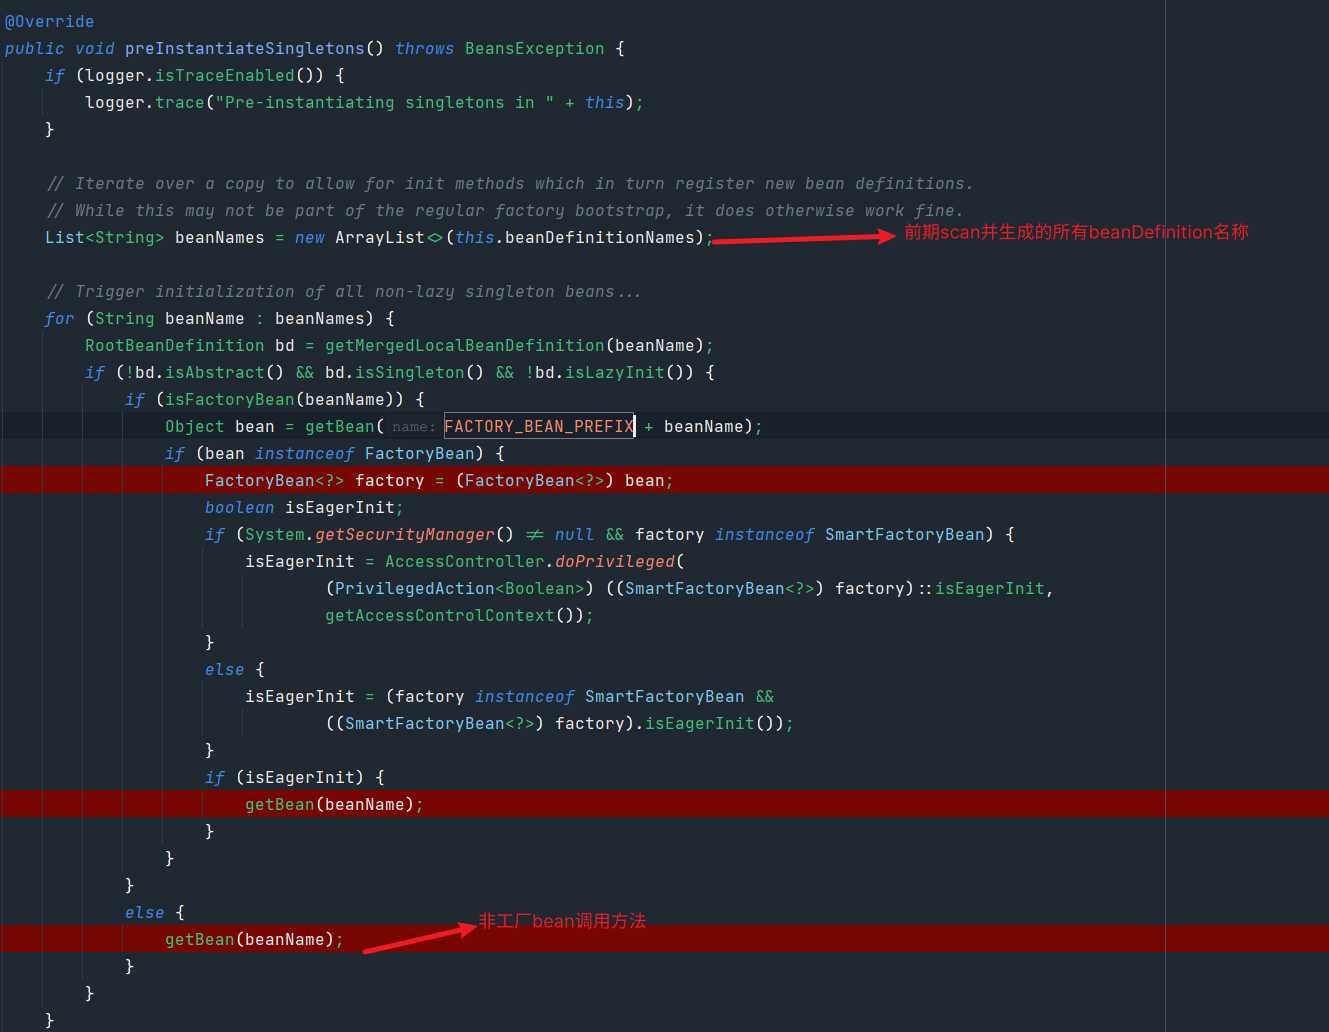 @Override
public void preInstantiateSingletons() throws BeansException {
    if (logger.isTraceEnabled()) {
        logger.trace("Pre-instantiating singletons in " + this);
    }
    // Iterate over a copy to allow for init methods which in turn register new bean definitions.
    // While this may not be part of the regular factory bootstrap, it does otherwise work fine.
    List<String> beanNames = new ArrayList<>(this.beanDefinitionNames); 前期scan并生成的所有beanDefinition名称
    // Trigger initialization of all non-lazy singleton beans...
    for (String beanName : beanNames) {
        RootBeanDefinition bd = getMergedLocalBeanDefinition(beanName);
        if (!bd.isAbstract() && bd.isSingleton() && !bd.isLazyInit()) {
            if (isFactoryBean(beanName)) {
                Object bean = getBean( name: FACTORY_BEAN_PREFIX + beanName);
                if (bean instanceof FactoryBean) {
                    FactoryBean<?> factory = (FactoryBean<?>) bean;
                    boolean isEagerInit;
                    if (System.getSecurityManager() != null && factory instanceof SmartFactoryBean) {
                        isEagerInit = AccessController.doPrivileged(
                                (PrivilegedAction<Boolean>) ((SmartFactoryBean<?>) factory)::isEagerInit,
                                getAccessControlContext());
                    }
                    else {
                        isEagerInit = (factory instanceof SmartFactoryBean &&
                                ((SmartFactoryBean<?>) factory).isEagerInit());
                    }
                    if (isEagerInit) {
                        getBean(beanName);
                    }
                }
            }
            else {
                getBean(beanName); 非工厂bean调用方法
            }
        }
    }